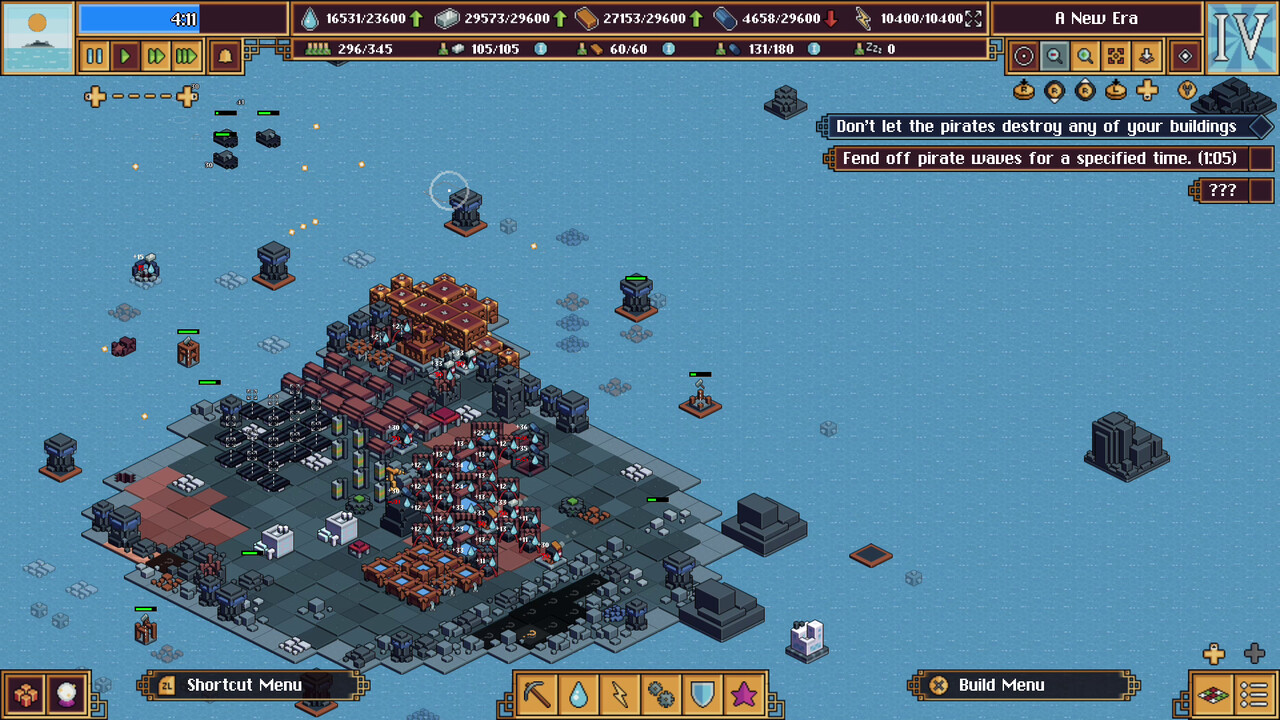 4:11
16531/23600
29573/29600
27153/29600
4658/29600
10400/10400
A New Era
IV
296/345
105/105
60/60
131/180
Zzz 0
Don't let the pirates destroy any of your buildings
Fend off pirate waves for a specified time. (1:05)
???
ZL Shortcut Menu
Build Menu